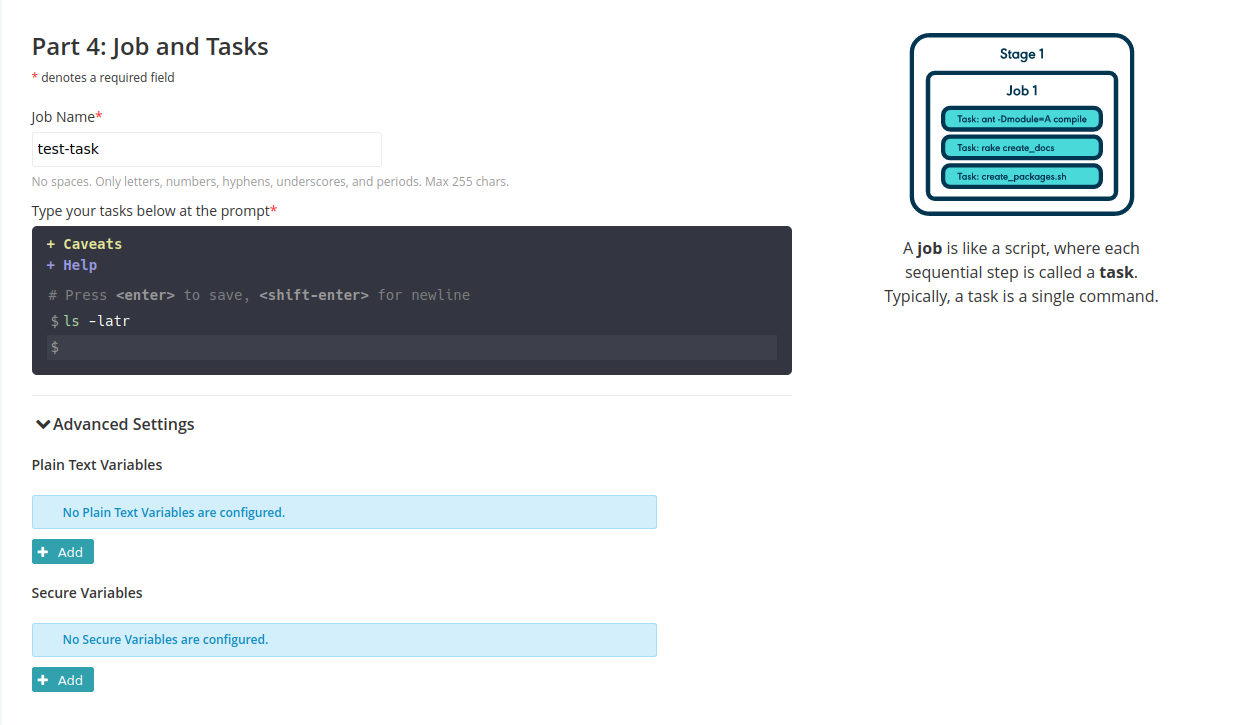 Part 4: Job and Tasks
* denotes a required field
Job Name*
test-task
No spaces. Only letters, numbers, hyphens, underscores, and periods. Max 255 chars.
Type your tasks below at the prompt*
+ Caveats
+ Help
# Press <enter> to save, <shift-enter> for newline
$ ls -latr
$
Advanced Settings
Plain Text Variables
No Plain Text Variables are configured.
+ Add
Secure Variables
No Secure Variables are configured.
+ Add
Stage 1
Job 1
Task: ant -Dmodule=A compile
Task: rake create_docs
Task: create_packages.sh
A job is like a script, where each
sequential step is called a task.
Typically, a task is a single command.